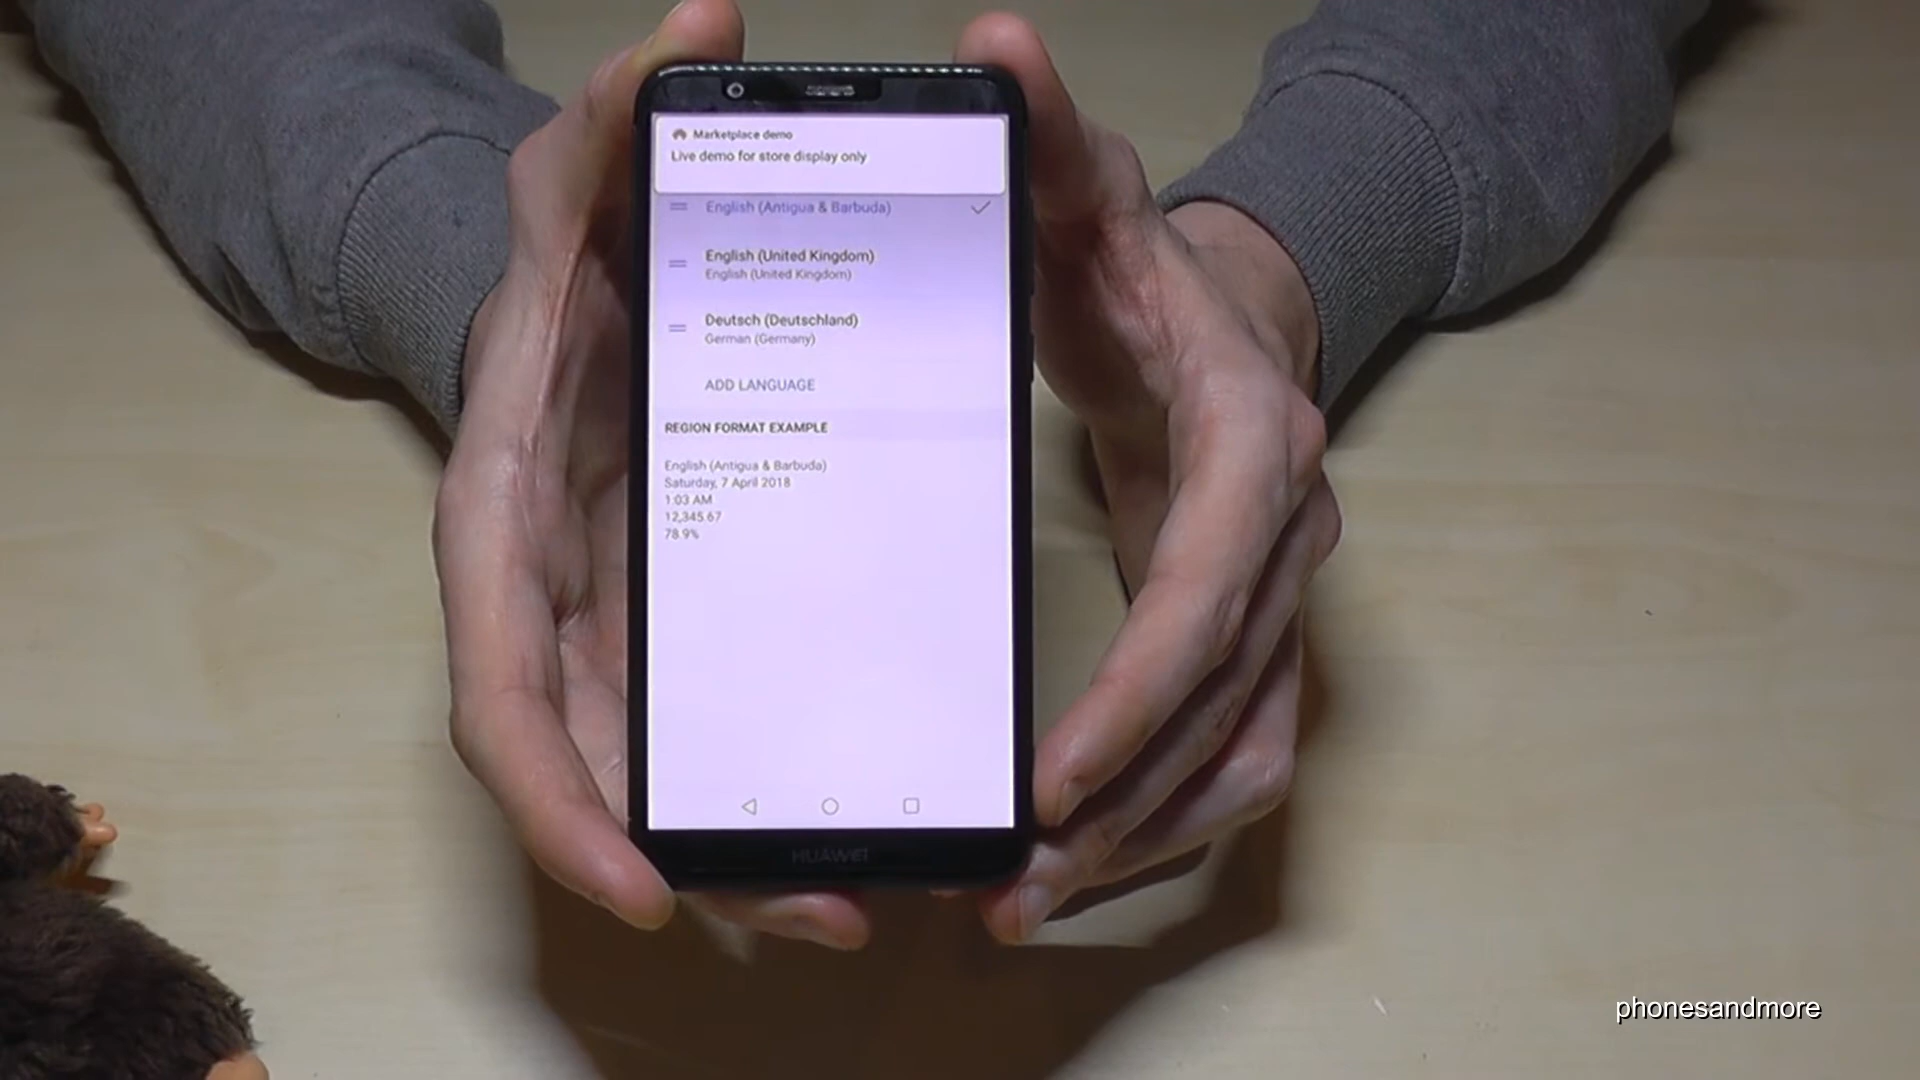 Marketplace demo
Live demo for store display only
English (Antigua & Barbuda)
English (United Kingdom)
English (United Kingdom)
Deutsch (Deutschland)
German (Germany)
ADD LANGUAGE
REGION FORMAT EXAMPLE
English (Antigua & Barbuda)
Saturday, 7 April 2018
1:03 AM
12,345.67
78.9%
HUAWEI
phonesandmore